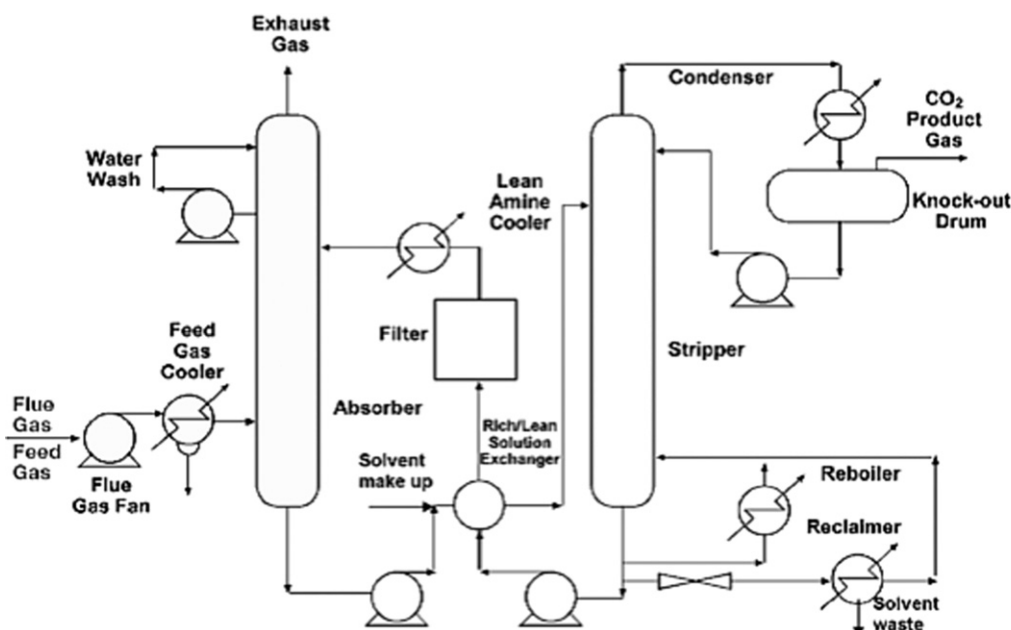 Exhaust
Gas
Condenser
CO₂
Product
Gas
Water
Wash
Lean
Amine
Cooler
Knock-out
Drum
Feed
Gas
Cooler
Filter
Stripper
Flue
Gas
Feed
Gas
Absorber
Flue
Gas Fan
Rich/Lean
Solution
Exchanger
Solvent
make up
Reboiler
Reclaimer
Solvent
waste